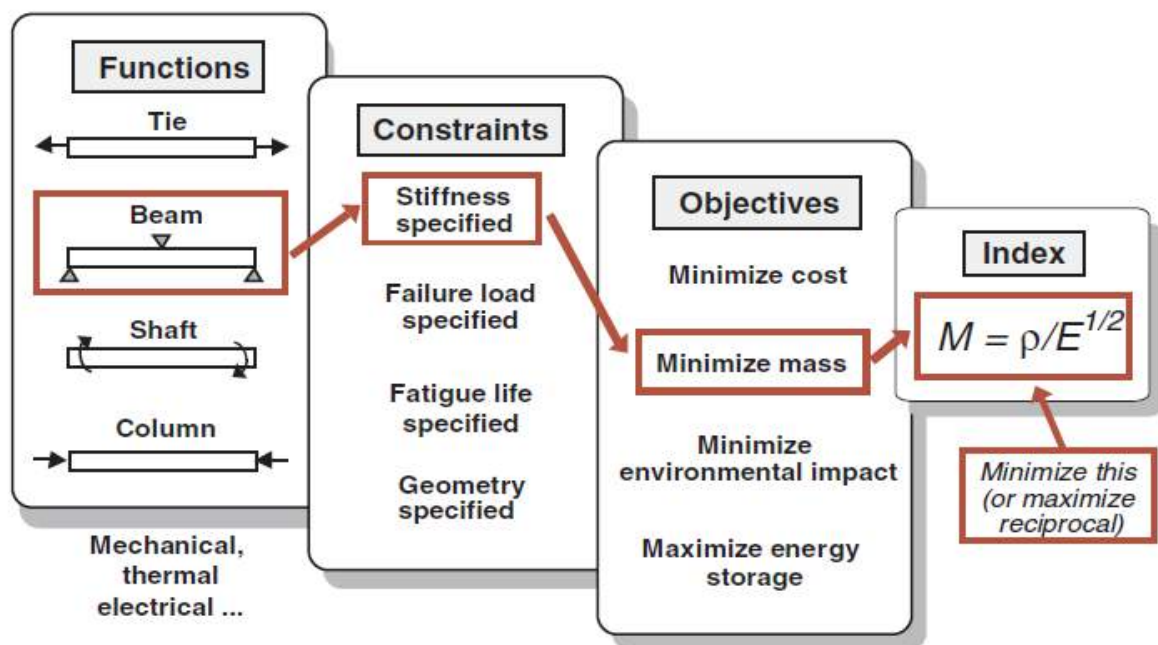 Functions
Tie
Beam
Shaft
Column
Mechanical,
thermal
electrical ...
Constraints
Stiffness
specified
Failure load
specified
Fatigue life
specified
Geometry
specified
Objectives
Minimize cost
Minimize mass
Minimize
environmental impact
Maximize energy
storage
Index
M = ρ/E^1/2
Minimize this
(or maximize
reciprocal)